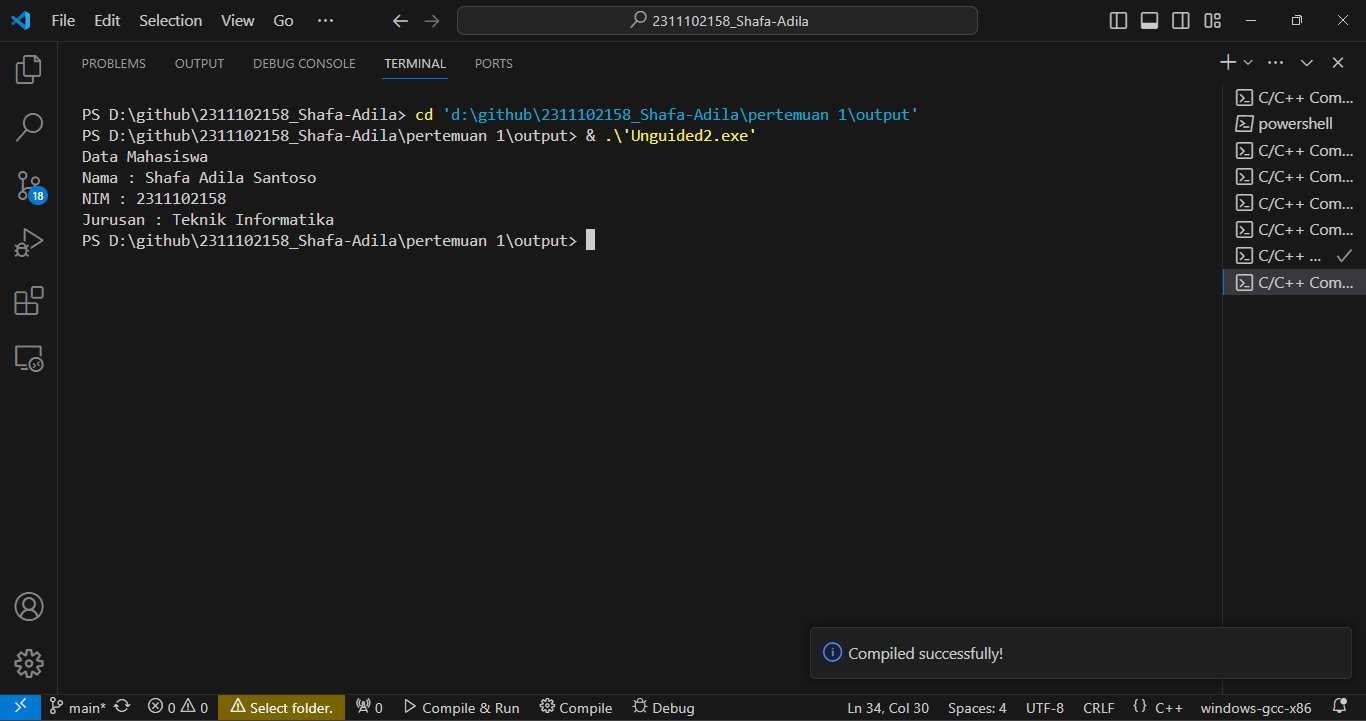 File Edit Selection View Go ···
2311102158_Shafa-Adila
PROBLEMS OUTPUT DEBUG CONSOLE TERMINAL PORTS
PS D:\github\2311102158_Shafa-Adila> cd 'd:\github\2311102158_Shafa-Adila\pertemuan 1\output'
PS D:\github\2311102158_Shafa-Adila\pertemuan 1\output> & .\'Unguided2.exe'
Data Mahasiswa
Nama : Shafa Adila Santoso
NIM : 2311102158
Jurusan : Teknik Informatika
PS D:\github\2311102158_Shafa-Adila\pertemuan 1\output>
C/C++ Com...
powershell
C/C++ Com...
C/C++ Com...
C/C++ Com...
C/C++ Com...
C/C++ ...
C/C++ Com...
18
Compiled successfully!
main* 0 0 Select folder. 0 Compile & Run Compile Debug Ln 34, Col 30 Spaces: 4 UTF-8 CRLF {} C++ windows-gcc-x86